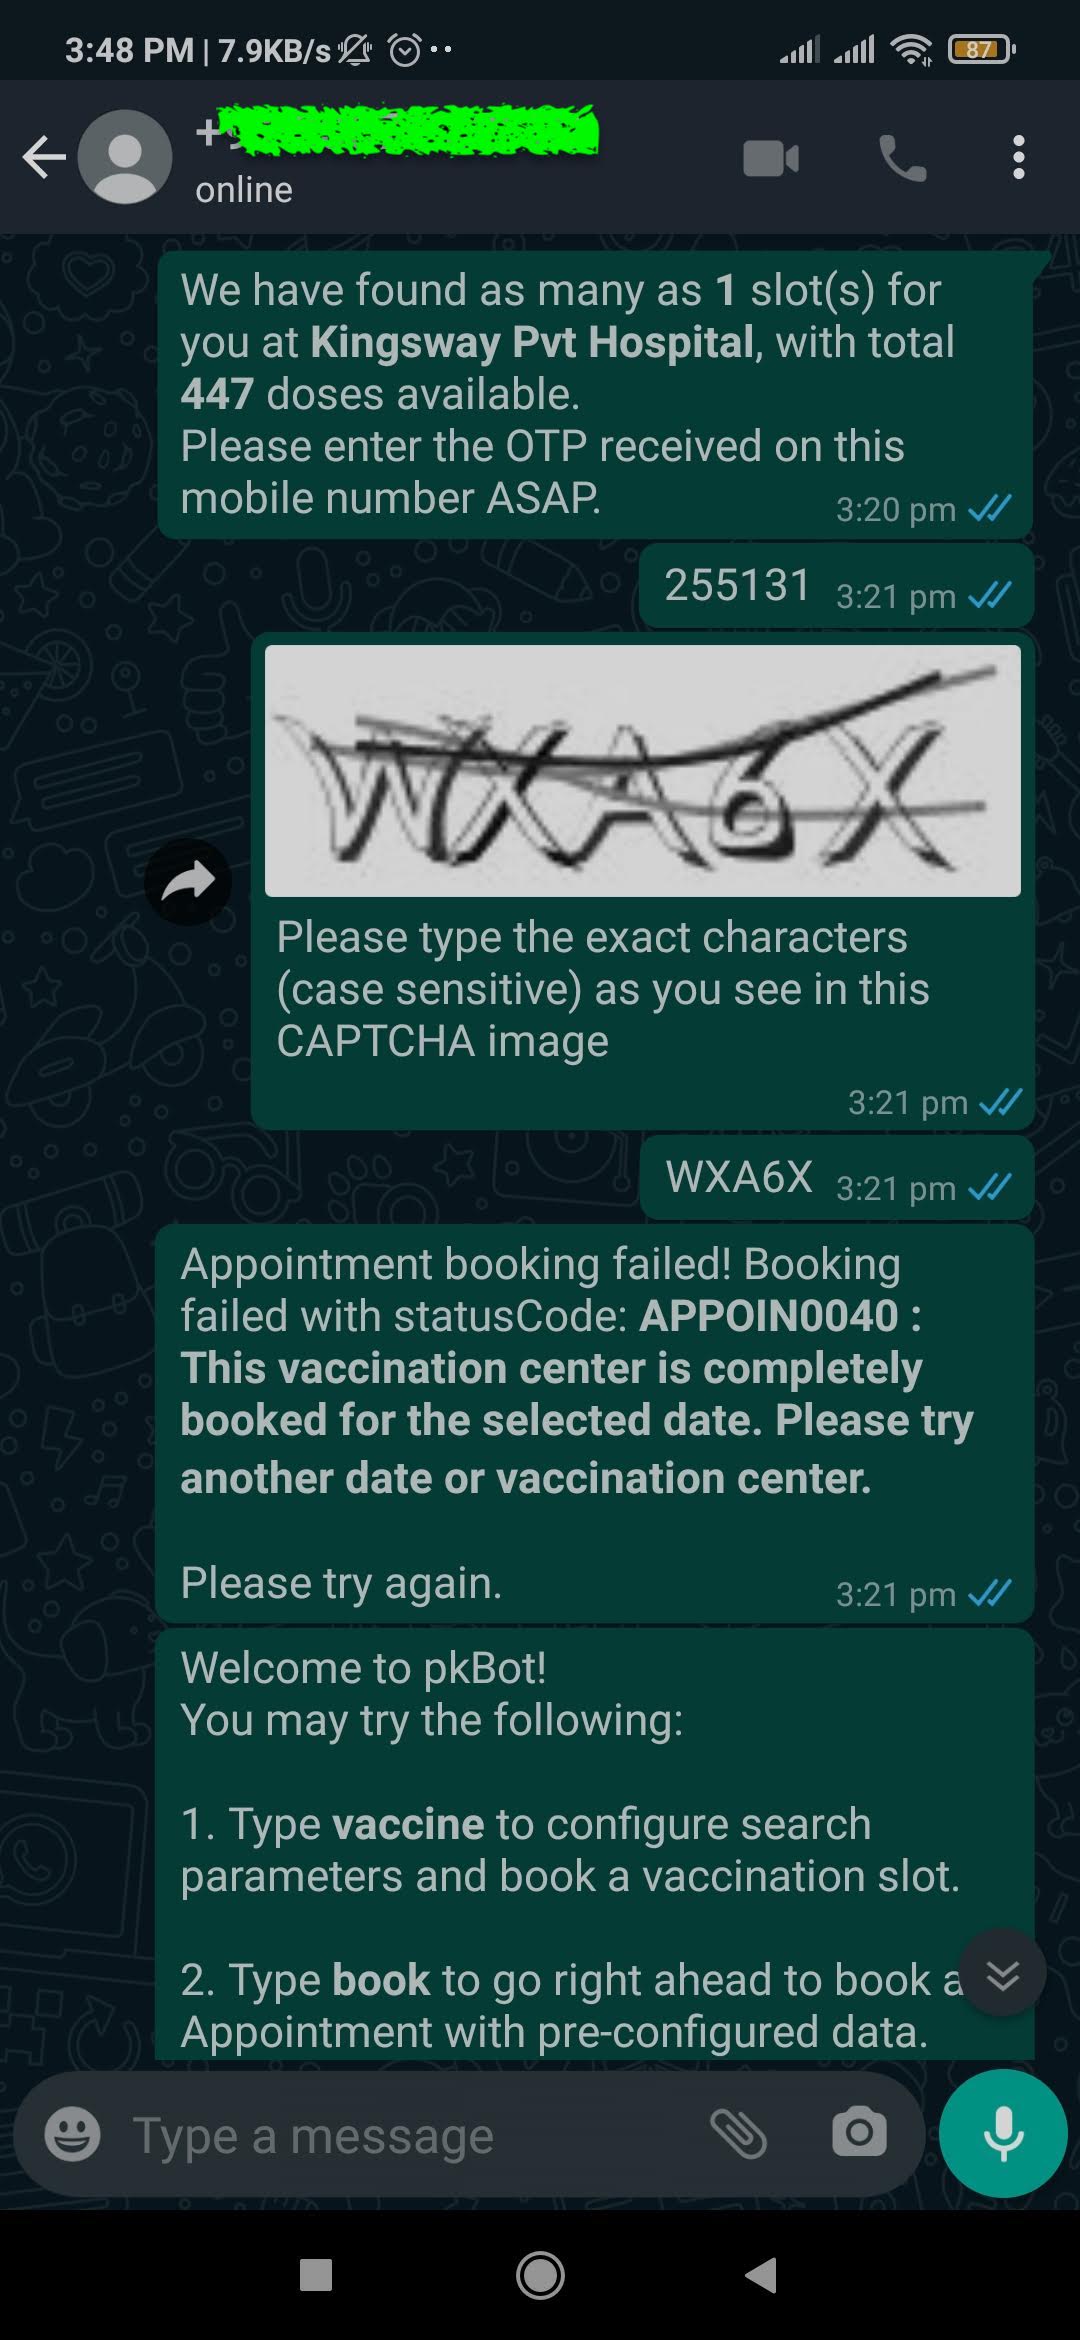 3:48 PM | 7.9KB/s
87
+
online
We have found as many as 1 slot(s) for
you at Kingsway Pvt Hospital, with total
447 doses available.
Please enter the OTP received on this
mobile number ASAP.
3:20 pm
255131 3:21 pm
WXA6X
Please type the exact characters
(case sensitive) as you see in this
CAPTCHA image
3:21 pm
WXA6X 3:21 pm
Appointment booking failed! Booking
failed with statusCode: APPOIN0040 :
This vaccination center is completely
booked for the selected date. Please try
another date or vaccination center.
Please try again.
3:21 pm
Welcome to pkBot!
You may try the following:
1. Type vaccine to configure search
parameters and book a vaccination slot.
2. Type book to go right ahead to book a
Appointment with pre-configured data.
Type a message